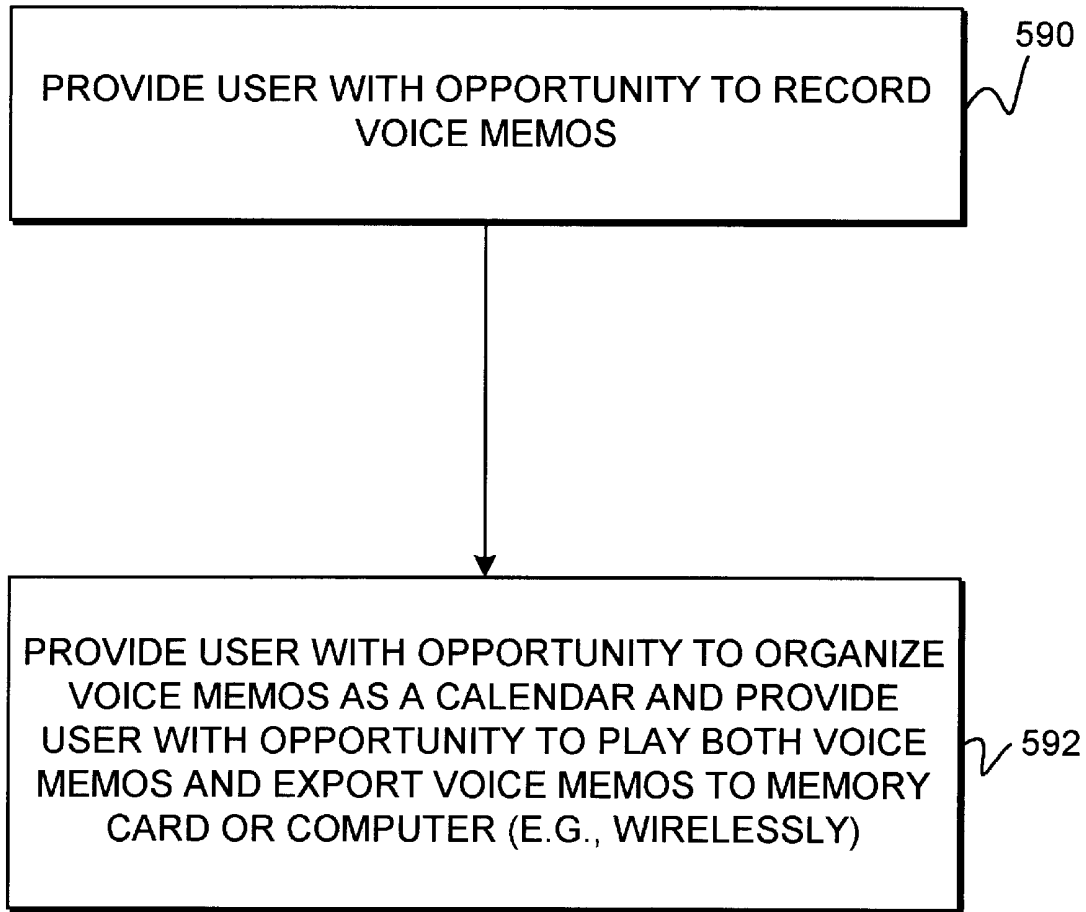 590
PROVIDE USER WITH OPPORTUNITY TO RECORD
VOICE MEMOS
PROVIDE USER WITH OPPORTUNITY TO ORGANIZE
VOICE MEMOS AS A CALENDAR AND PROVIDE
USER WITH OPPORTUNITY TO PLAY BOTH VOICE
MEMOS AND EXPORT VOICE MEMOS TO MEMORY
CARD OR COMPUTER (E.G., WIRELESSLY)
592